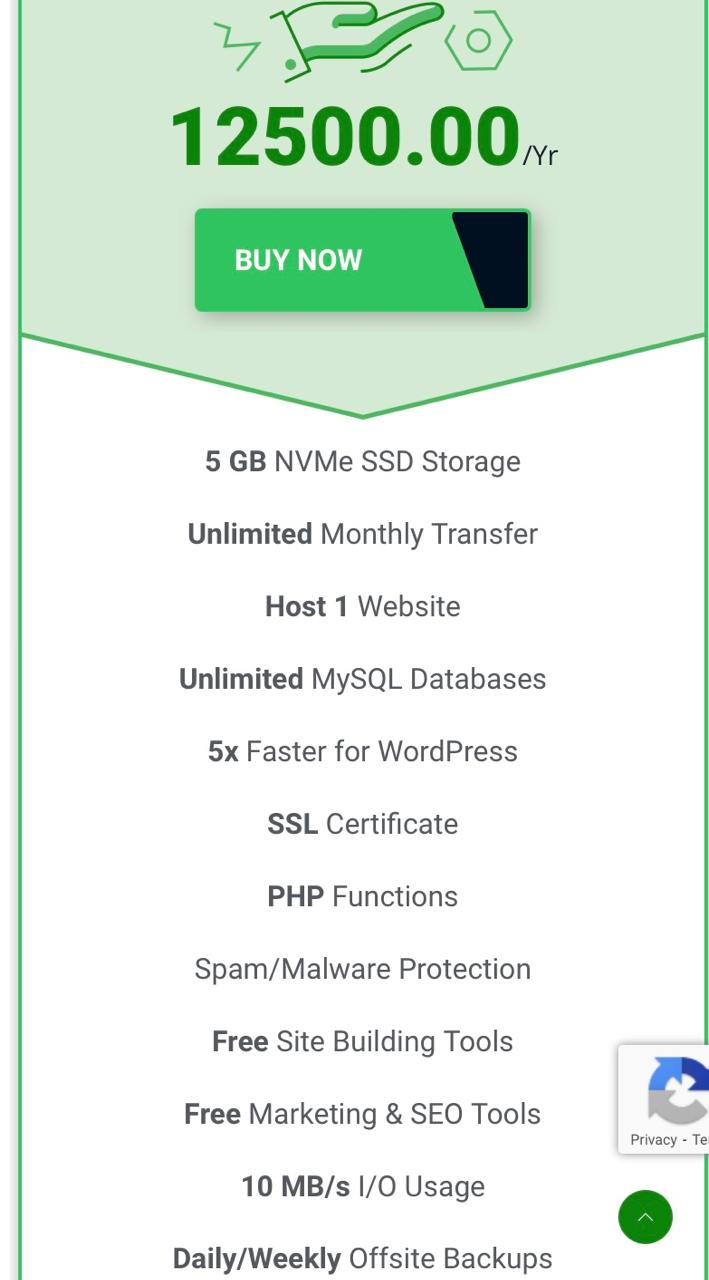 12500.00/Yr
BUY NOW
5 GB NVMe SSD Storage
Unlimited Monthly Transfer
Host 1 Website
Unlimited MySQL Databases
5x Faster for WordPress
SSL Certificate
PHP Functions
Spam/Malware Protection
Free Site Building Tools
Free Marketing & SEO Tools
Privacy - Te
10 MB/s I/O Usage
Daily/Weekly Offsite Backups